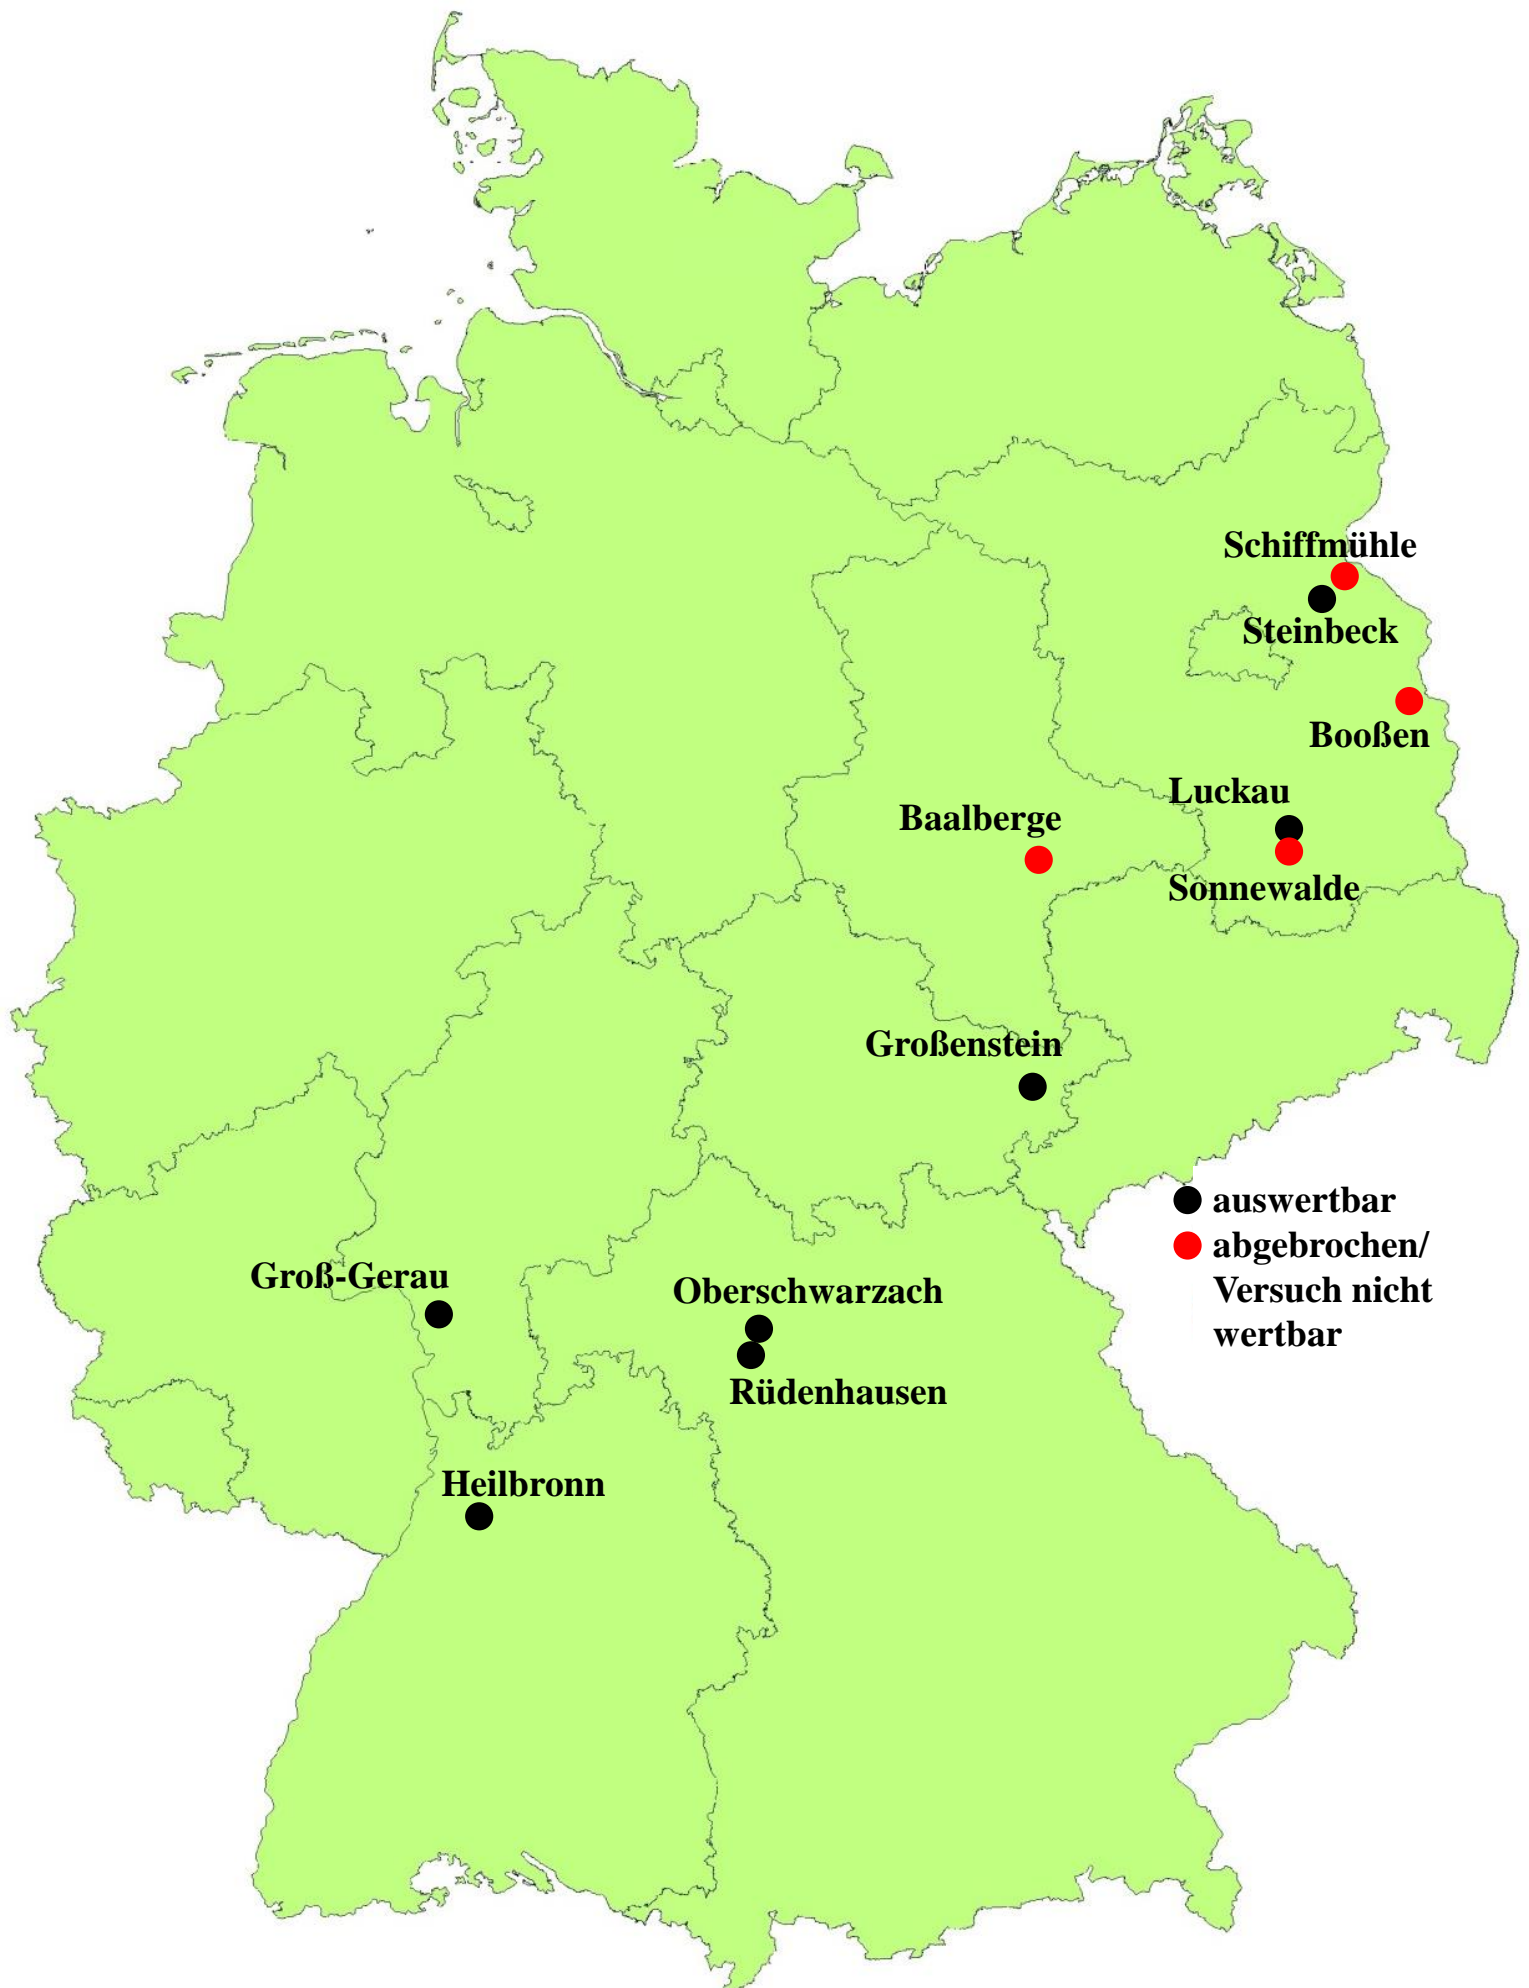 Schiffmühle
Steinbeck
Booßen
Luckau
Baalberge
Sonnewalde
Großenstein
auswertbar
abgebrochen/
Versuch nicht
wertbar
Groß-Gerau
Oberschwarzach
Rüdenhausen
Heilbronn